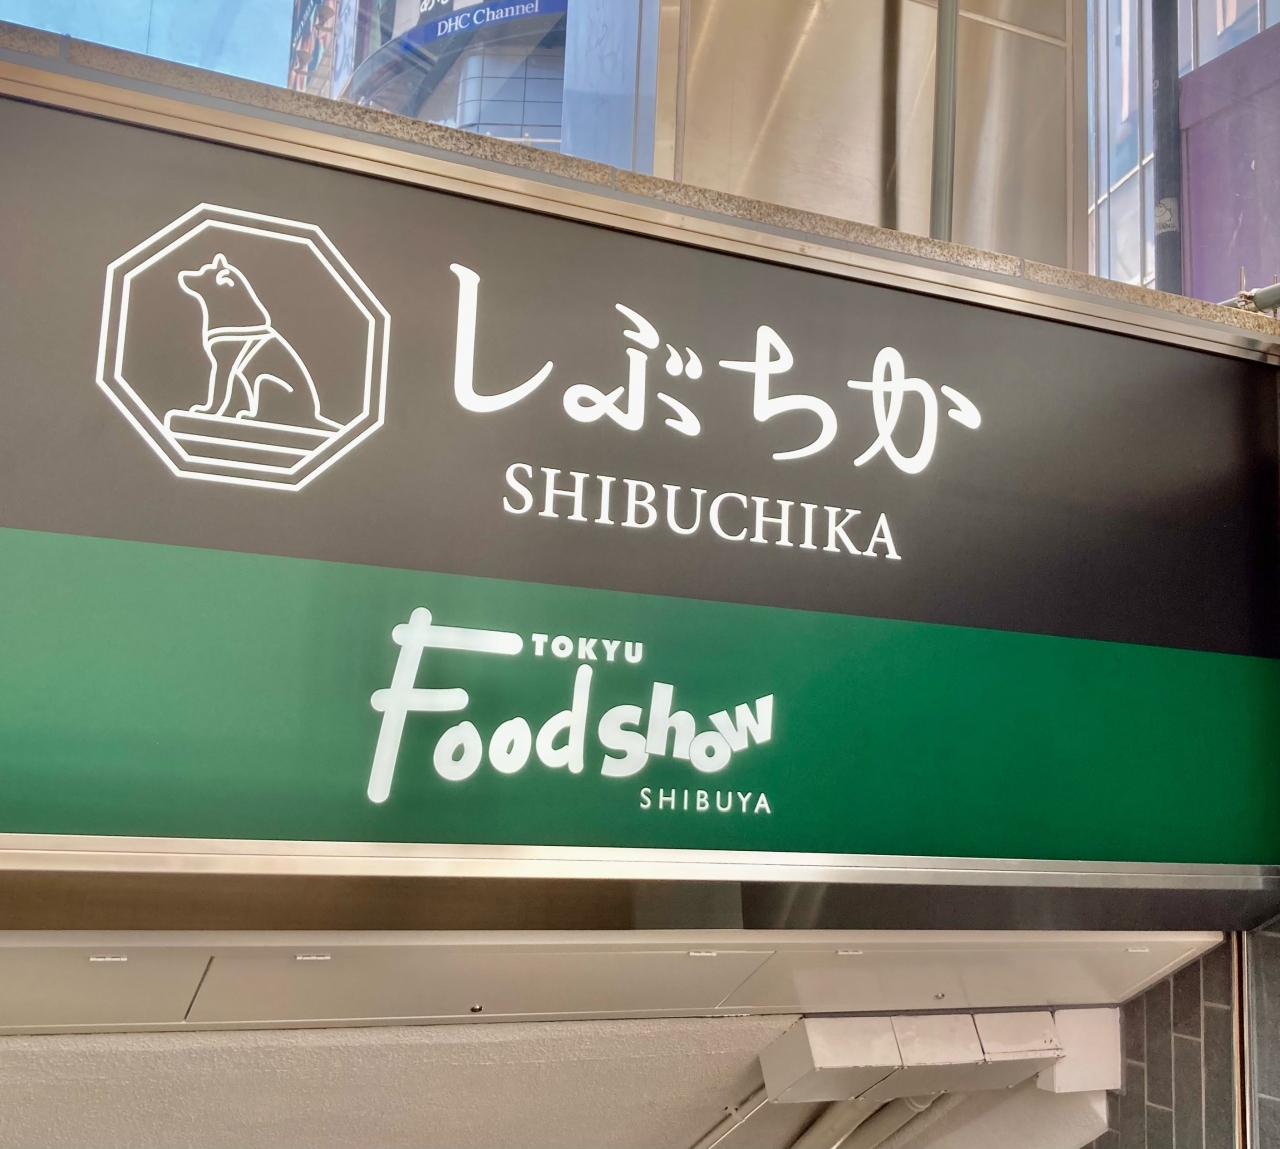 DHC Channel
しぶちか
SHIBUCHIKA
TOKYU
Foodshow
SHIBUYA